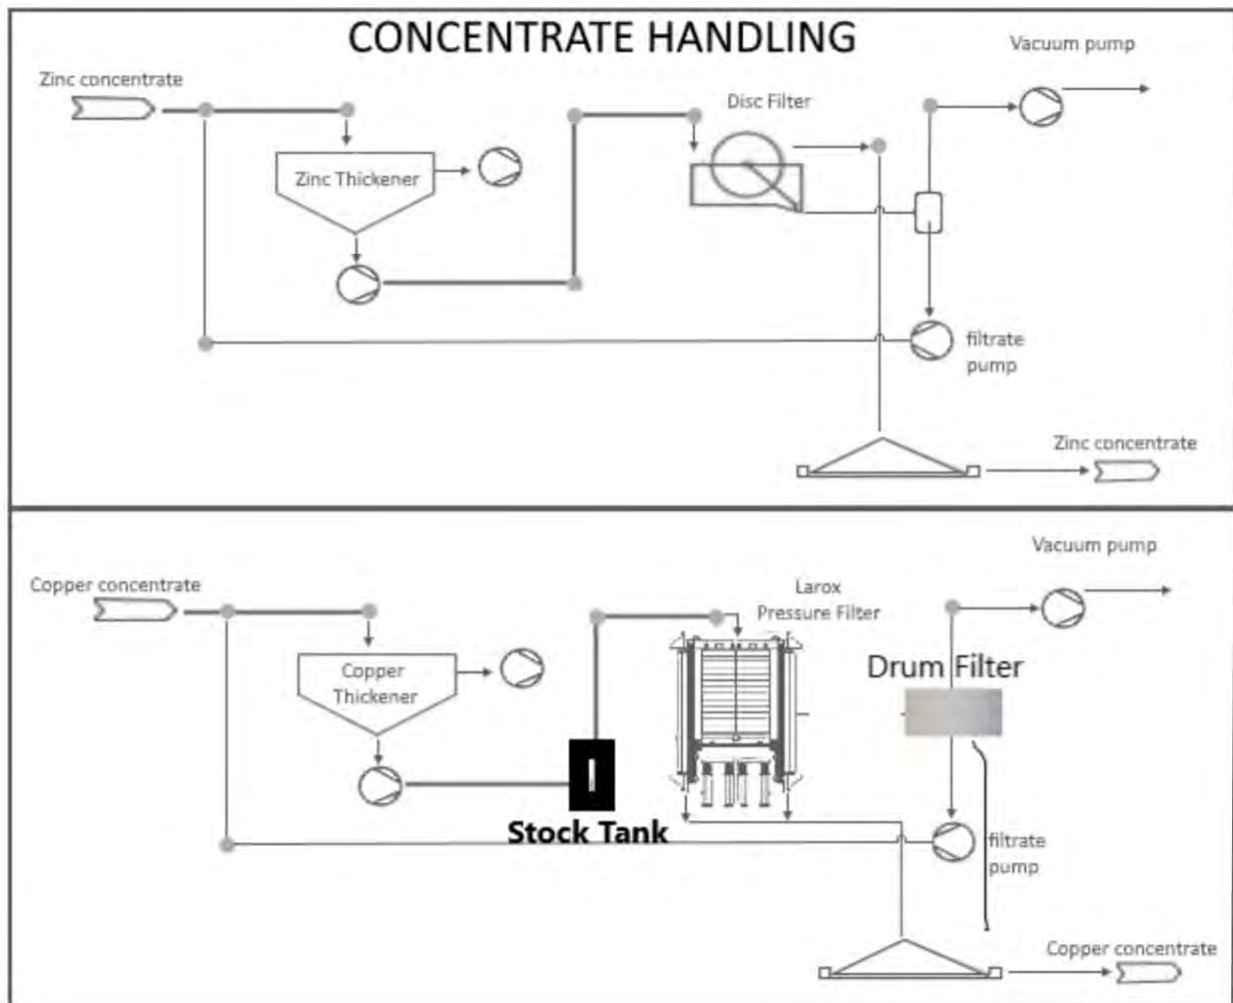 CONCENTRATE HANDLING
Vacuum pump
Zinc concentrate
Disc Filter
Zinc Thickener
filtrate
pump
Zinc concentrate
Vacuum pump
Copper concentrate
Larox
Pressure Filter
Copper
Thickener
Drum Filter
Stock Tank
filtrate
pump
Copper concentrate